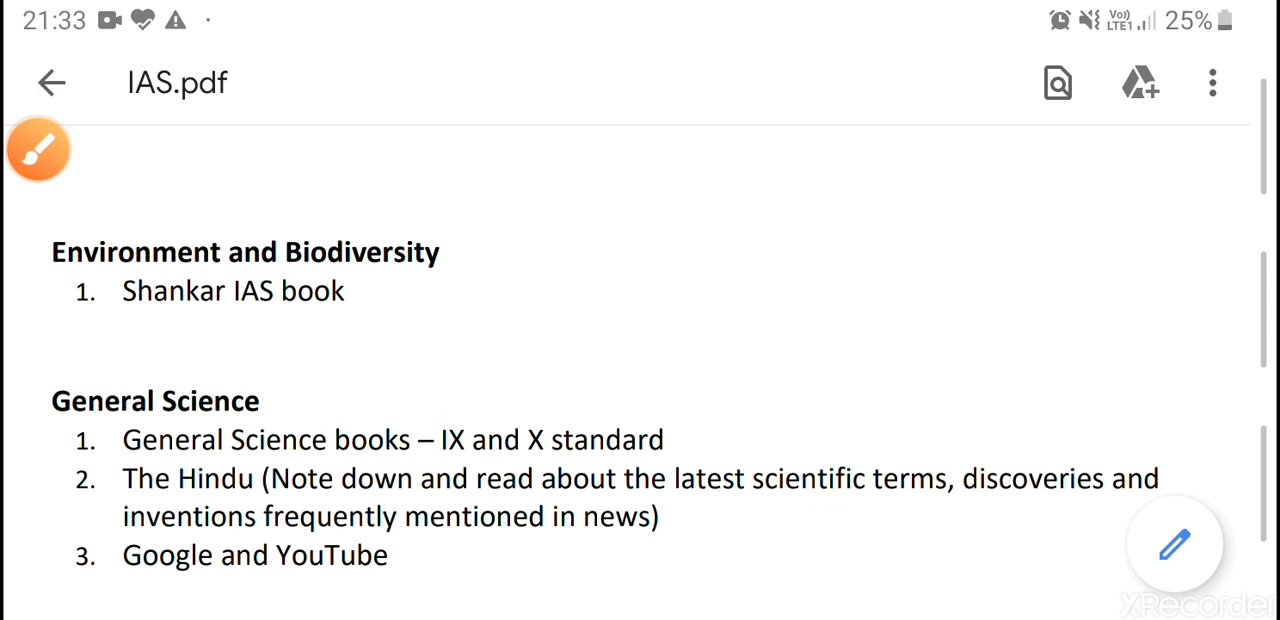 21:33 Vo)) LTE1 25%
IAS.pdf
Environment and Biodiversity
1. Shankar IAS book
General Science
1. General Science books – IX and X standard
2. The Hindu (Note down and read about the latest scientific terms, discoveries and
inventions frequently mentioned in news)
3. Google and YouTube
XRecorder